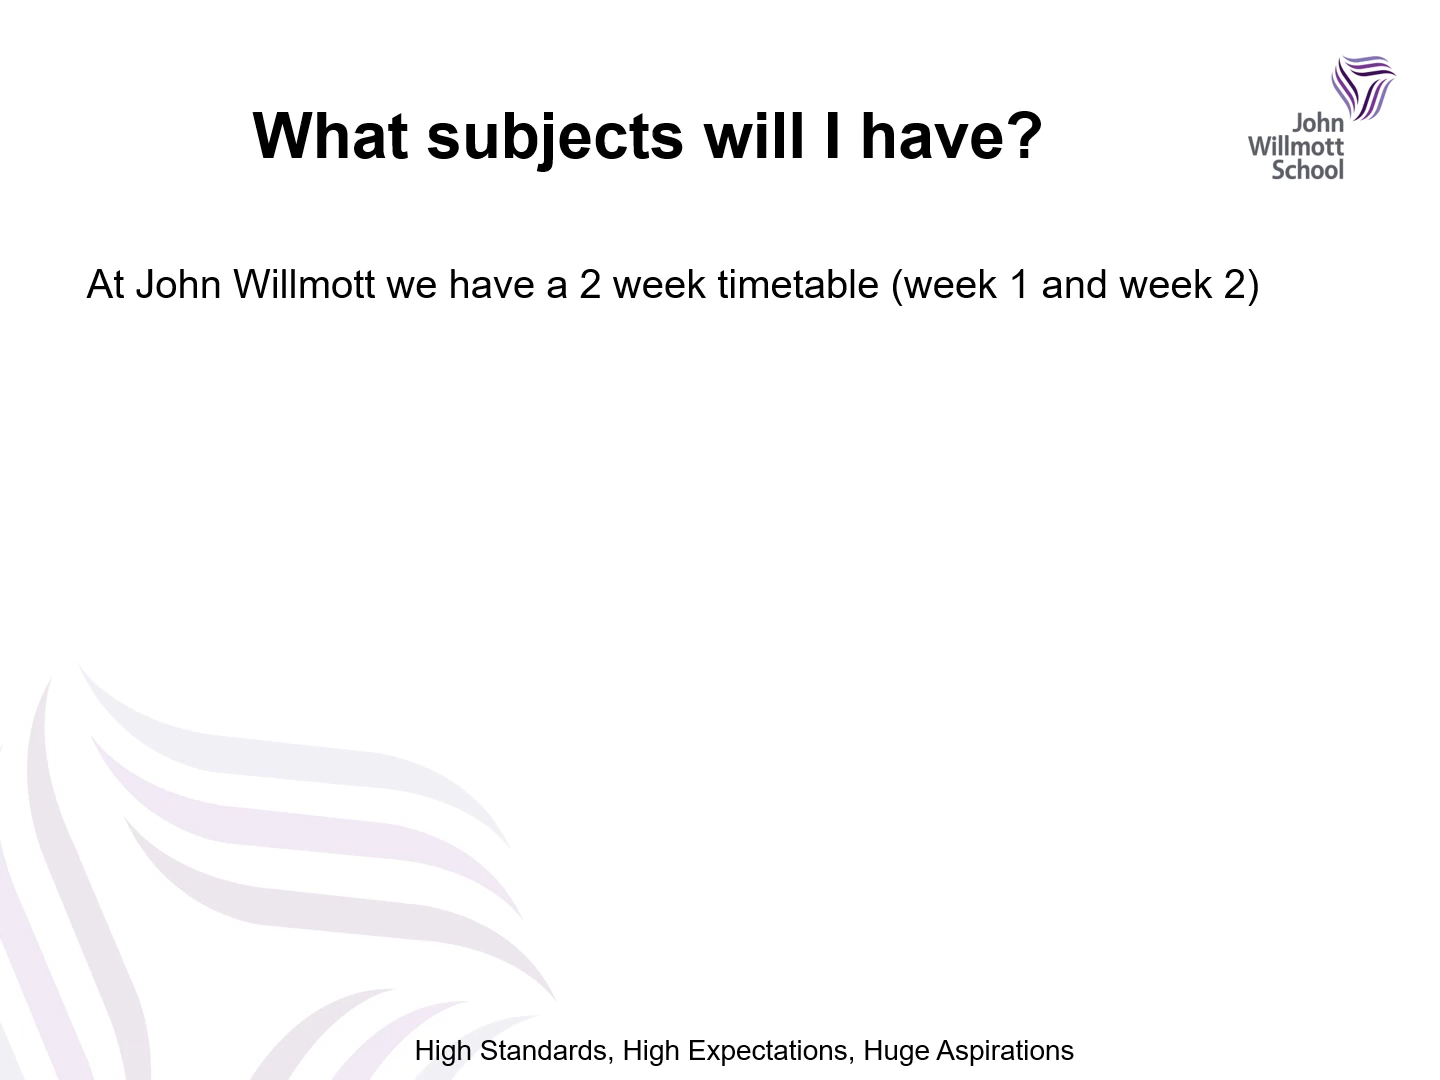 What subjects will I have?
John
Willmott
School
At John Willmott we have a 2 week timetable (week 1 and week 2)
High Standards, High Expectations, Huge Aspirations